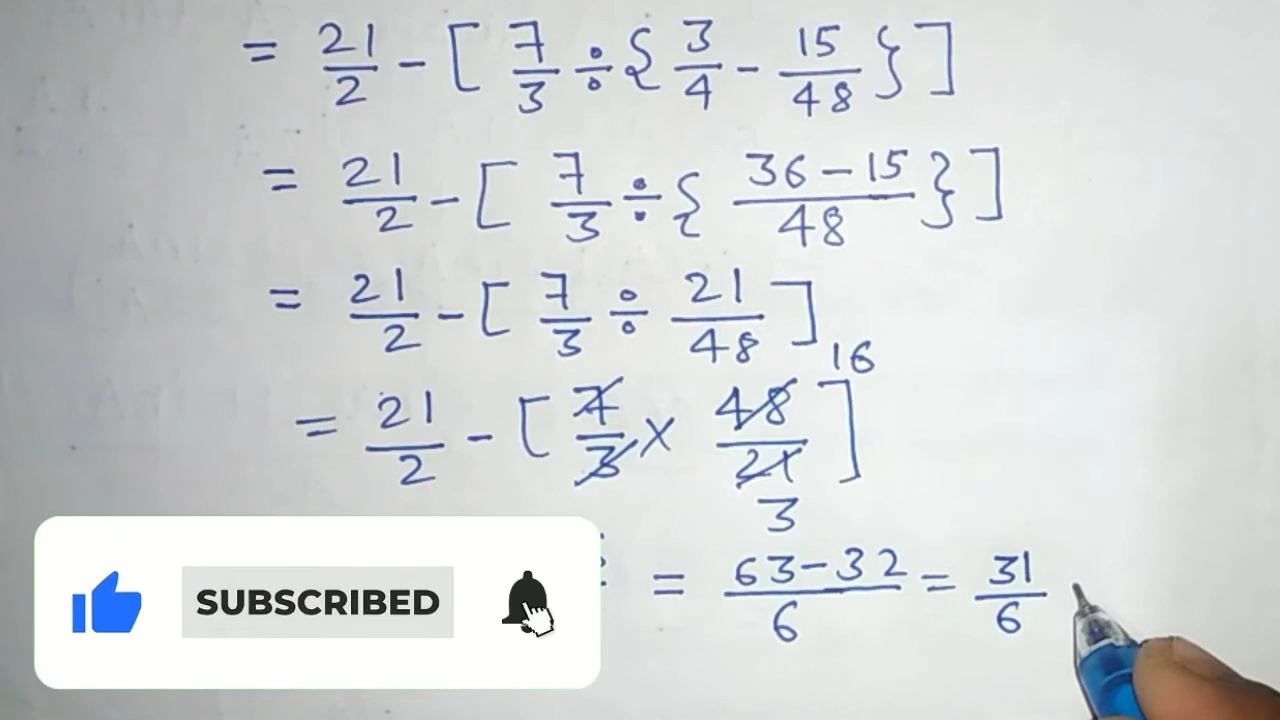 = 21/2 - [ 7/3 ÷ { 3/4 - 15/48 } ]
= 21/2 - [ 7/3 ÷ { 36 - 15/48 } ]
= 21/2 - [ 7/3 ÷ 21/48 ]
16
= 21/2 - [ 7/3 × 48/21 ]
3
= 63-32/6 = 31/6
SUBSCRIBED